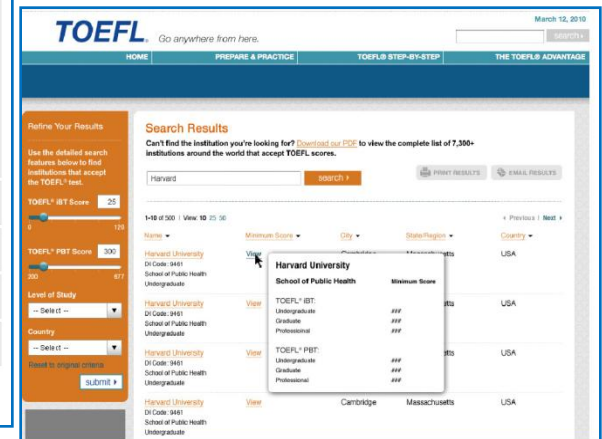 March 12, 2010
TOEFL® Go anywhere from here.
search ›
HOME PREPARE & PRACTICE TOEFL® STEP-BY-STEP THE TOEFL® ADVANTAGE
Refine Your Results
Use the detailed search
features below to find
institutions that accept
the TOEFL® test.
TOEFL® iBT Score 25
0 120
TOEFL® PBT Score 300
200 677
Level of Study
-- Select --
Country
-- Select --
Reset to original criteria
submit ›
Search Results
Can't find the institution you're looking for? Download our PDF to view the complete list of 7,300+
institutions around the world that accept TOEFL scores.
Harvard search › PRINT RESULTS EMAIL RESULTS
1-10 of 500 | View: 10 25 50 ‹ Previous | Next ›
Name Minimum Score City State/Region Country
Harvard University View Cambridge Massachusetts USA
DI Code: 9461
School of Public Health
Undergraduate
Harvard University
School of Public Health Minimum Score
TOEFL® iBT:
Undergraduate ###
Graduate ###
Professional ###
TOEFL® PBT:
Undergraduate ###
Graduate ###
Professional ###
Harvard University View etts USA
DI Code: 9461
School of Public Health
Undergraduate
Harvard University View etts USA
DI Code: 9461
School of Public Health
Undergraduate
Harvard University View Cambridge Massachusetts USA
DI Code: 9461
School of Public Health
Undergraduate